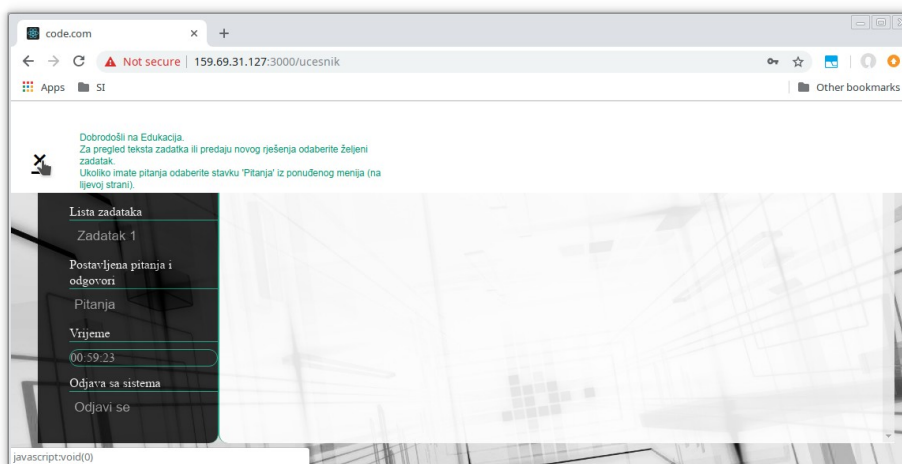 code.com
Not secure
159.69.31.127:3000/ucesnik
Apps
SI
Other bookmarks
Dobrodošli na Edukacija.
Za pregled teksta zadatka ili predaju novog rješenja odaberite željeni
zadatak.
Ukoliko imate pitanja odaberite stavku 'Pitanja' iz ponuđenog menija (na
lijevoj strani).
Lista zadataka
Zadatak 1
Postavljena pitanja i
odgovori
Pitanja
Vrijeme
00:59:23
Odjava sa sistema
Odjavi se
javascript:void(0)